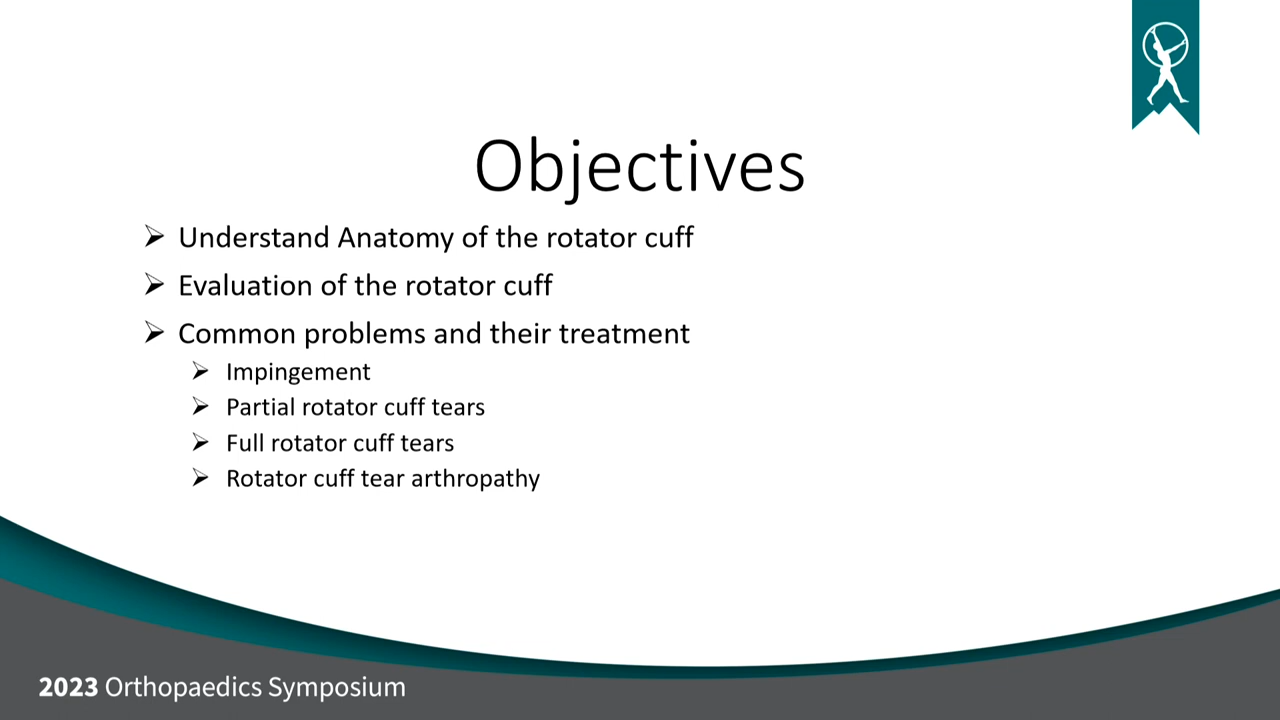 Objectives
Understand Anatomy of the rotator cuff
Evaluation of the rotator cuff
Common problems and their treatment
Impingement
Partial rotator cuff tears
Full rotator cuff tears
Rotator cuff tear arthropathy
2023 Orthopaedics Symposium